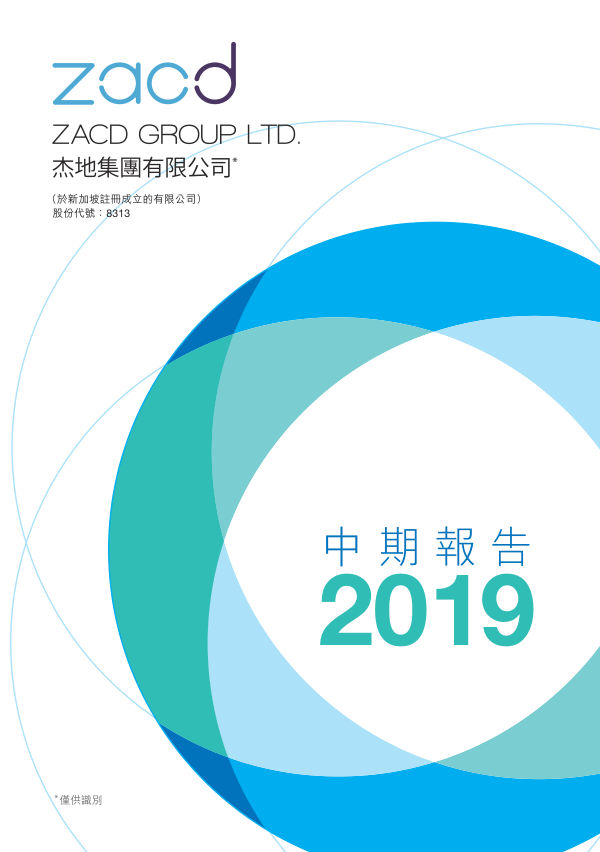 zacd
ZACD GROUP LTD.
杰地集團有限公司*
（於新加坡註冊成立的有限公司）
股份代號：8313
中期報告
2019
*僅供識別